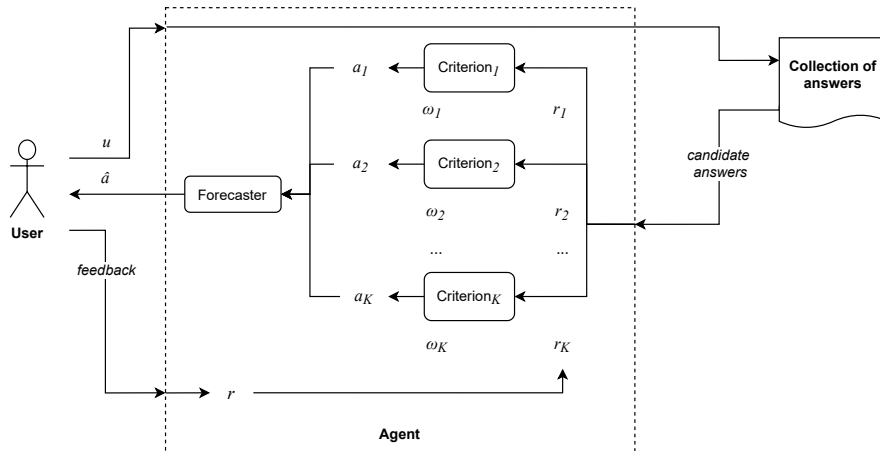 Collection of
answers
a1
Criterion1
ω1
r1
u
candidate
answers
a2
Criterion2
â
Forecaster
User
ω2
r2
...
...
feedback
aK
CriterionK
ωK
rK
r
Agent